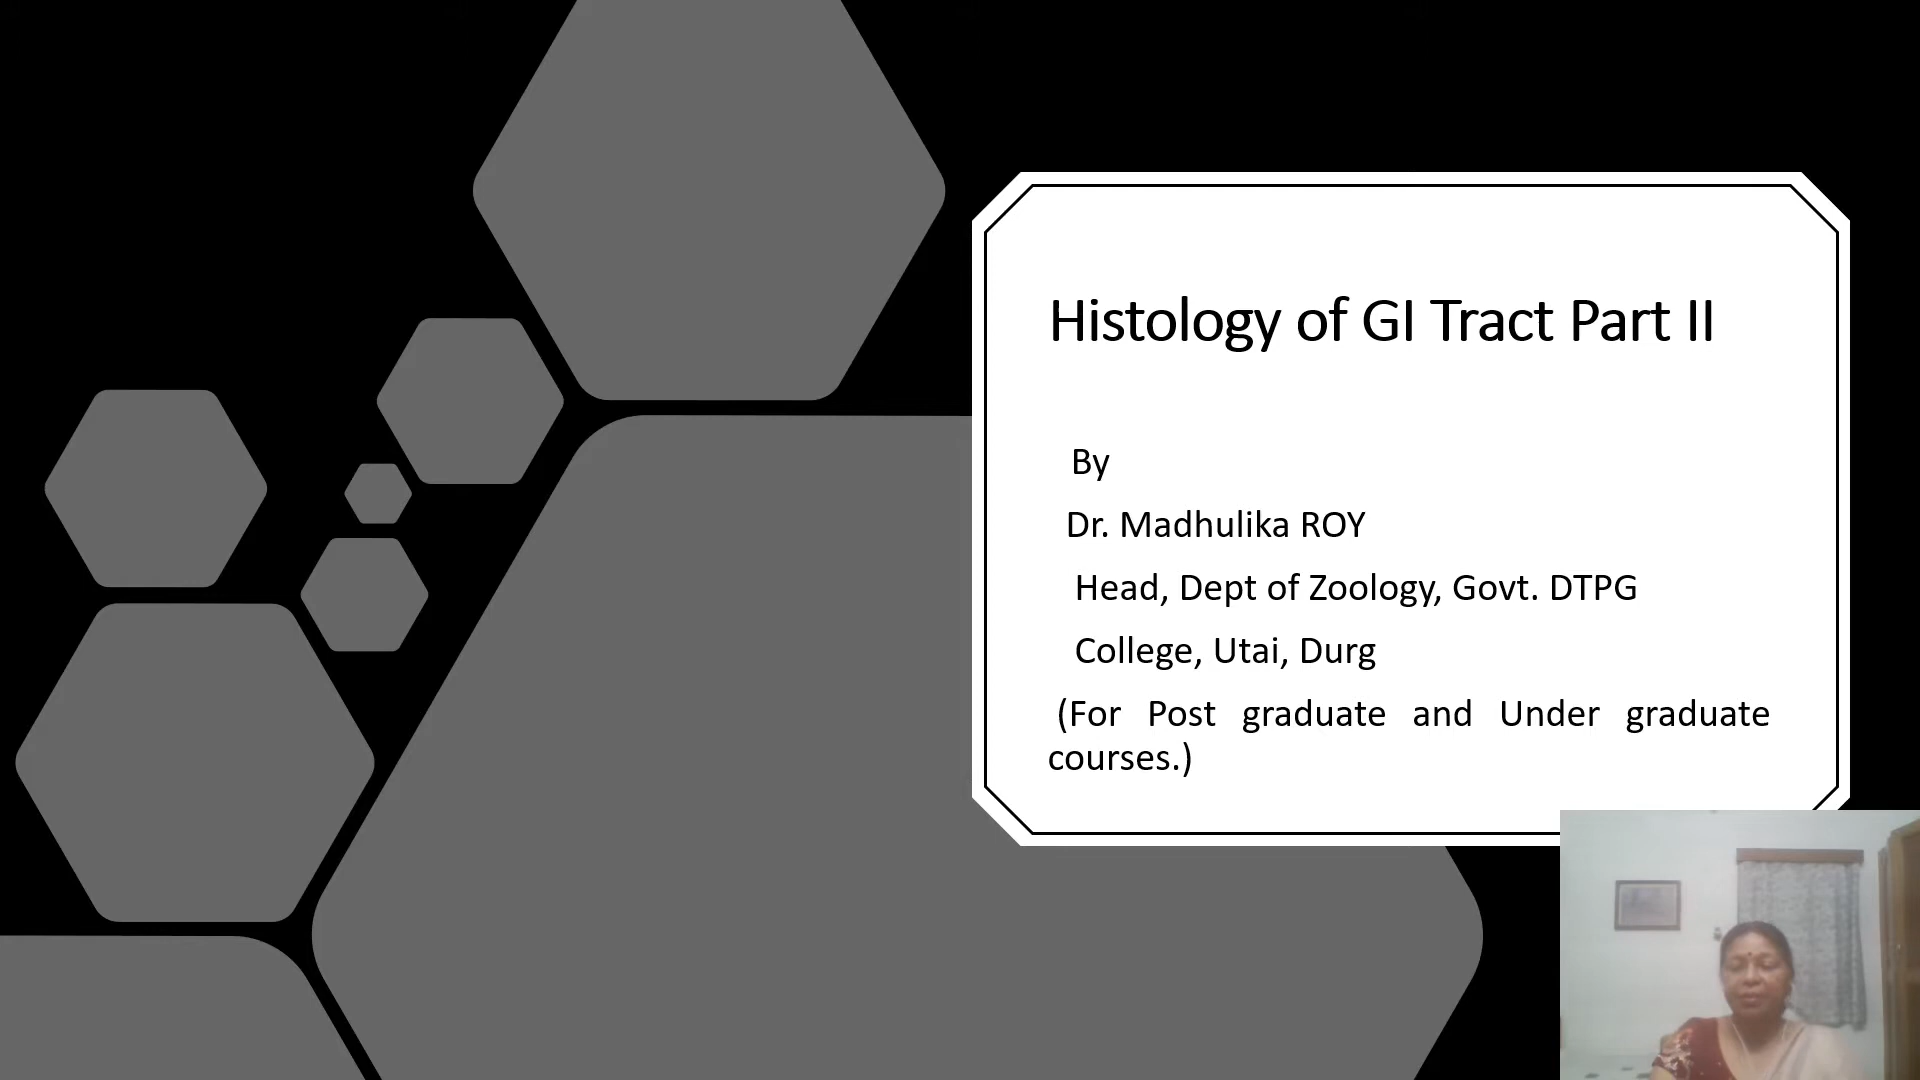 Histology of GI Tract Part II
By
Dr. Madhulika ROY
Head, Dept of Zoology, Govt. DTPG
College, Utai, Durg
(For Post graduate and Under graduate
courses.)